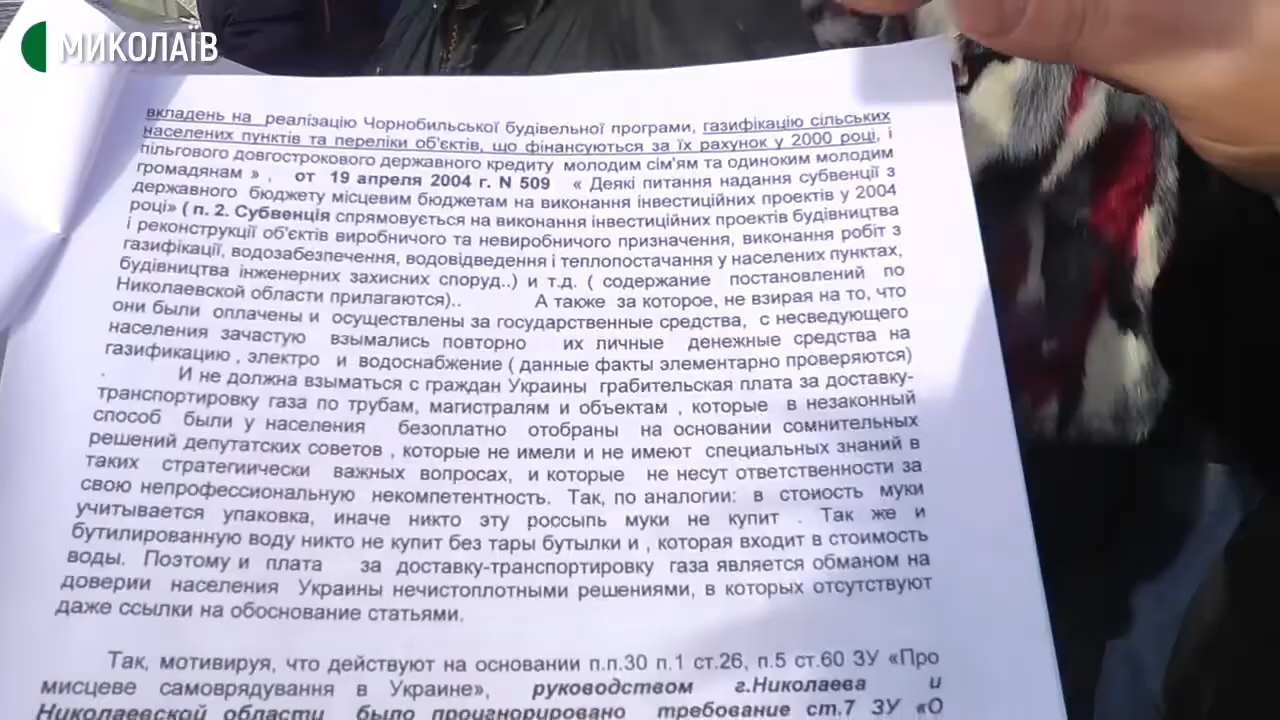 МИКОЛАЇВ
вкладень на реалізацію Чорнобильської будівельної програми, газифікацію сільських
населених пунктів та переліки об'єктів, що фінансуються за їх рахунок у 2000 році, і
пільгового довгострокового державного кредиту молодим сім'ям та одиноким молодим
громадянам » , от 19 апреля 2004 г. N 509 « Деякі питання надання субвенції з
державного бюджету місцевим бюджетам на виконання інвестиційних проектів у 2004
році» ( п. 2. Субвенція спрямовується на виконання інвестиційних проектів будівництва
і реконструкції об'єктів виробничого та невиробничого призначення, виконання робіт з
газифікації, водозабезпечення, водовідведення і теплопостачання у населених пунктах,
будівництва інженерних захисних споруд..) и т.д. ( содержание постановлений по
Николаевской области прилагаются).. А также за которое, не взирая на то, что
они были оплачены и осуществлены за государственные средства, с несведующего
населения зачастую взымались повторно их личные денежные средства на
газификацию , электро и водоснабжение ( данные факты элементарно проверяются)
. И не должна взыматься с граждан Украины грабительская плата за доставку-
транспортировку газа по трубам, магистралям и объектам , которые в незаконный
способ были у населения безоплатно отобраны на основании сомнительных
решений депутатских советов , которые не имели и не имеют специальных знаний в
таких стратегиически важных вопросах, и которые не несут ответственности за
свою непрофессиональную некомпетентность. Так, по аналогии: в стоиость муки
учитывается упаковка, иначе никто эту россыпь муки не купит . Так же и
бутилированную воду никто не купит без тары бутылки и , которая входит в стоимость
воды. Поэтому и плата за доставку-транспортировку газа является обманом на
доверии населения Украины нечистоплотными решениями, в которых отсутствуют
даже ссылки на обоснование статьями.
Так, мотивируя, что действуют на основании п.п.30 п.1 ст.26, п.5 ст.60 ЗУ «Про
мисцеве самоврядування в Украине», руководством г.Николаева и
Николаевской области было проигнорировано требование ст.7 ЗУ «О